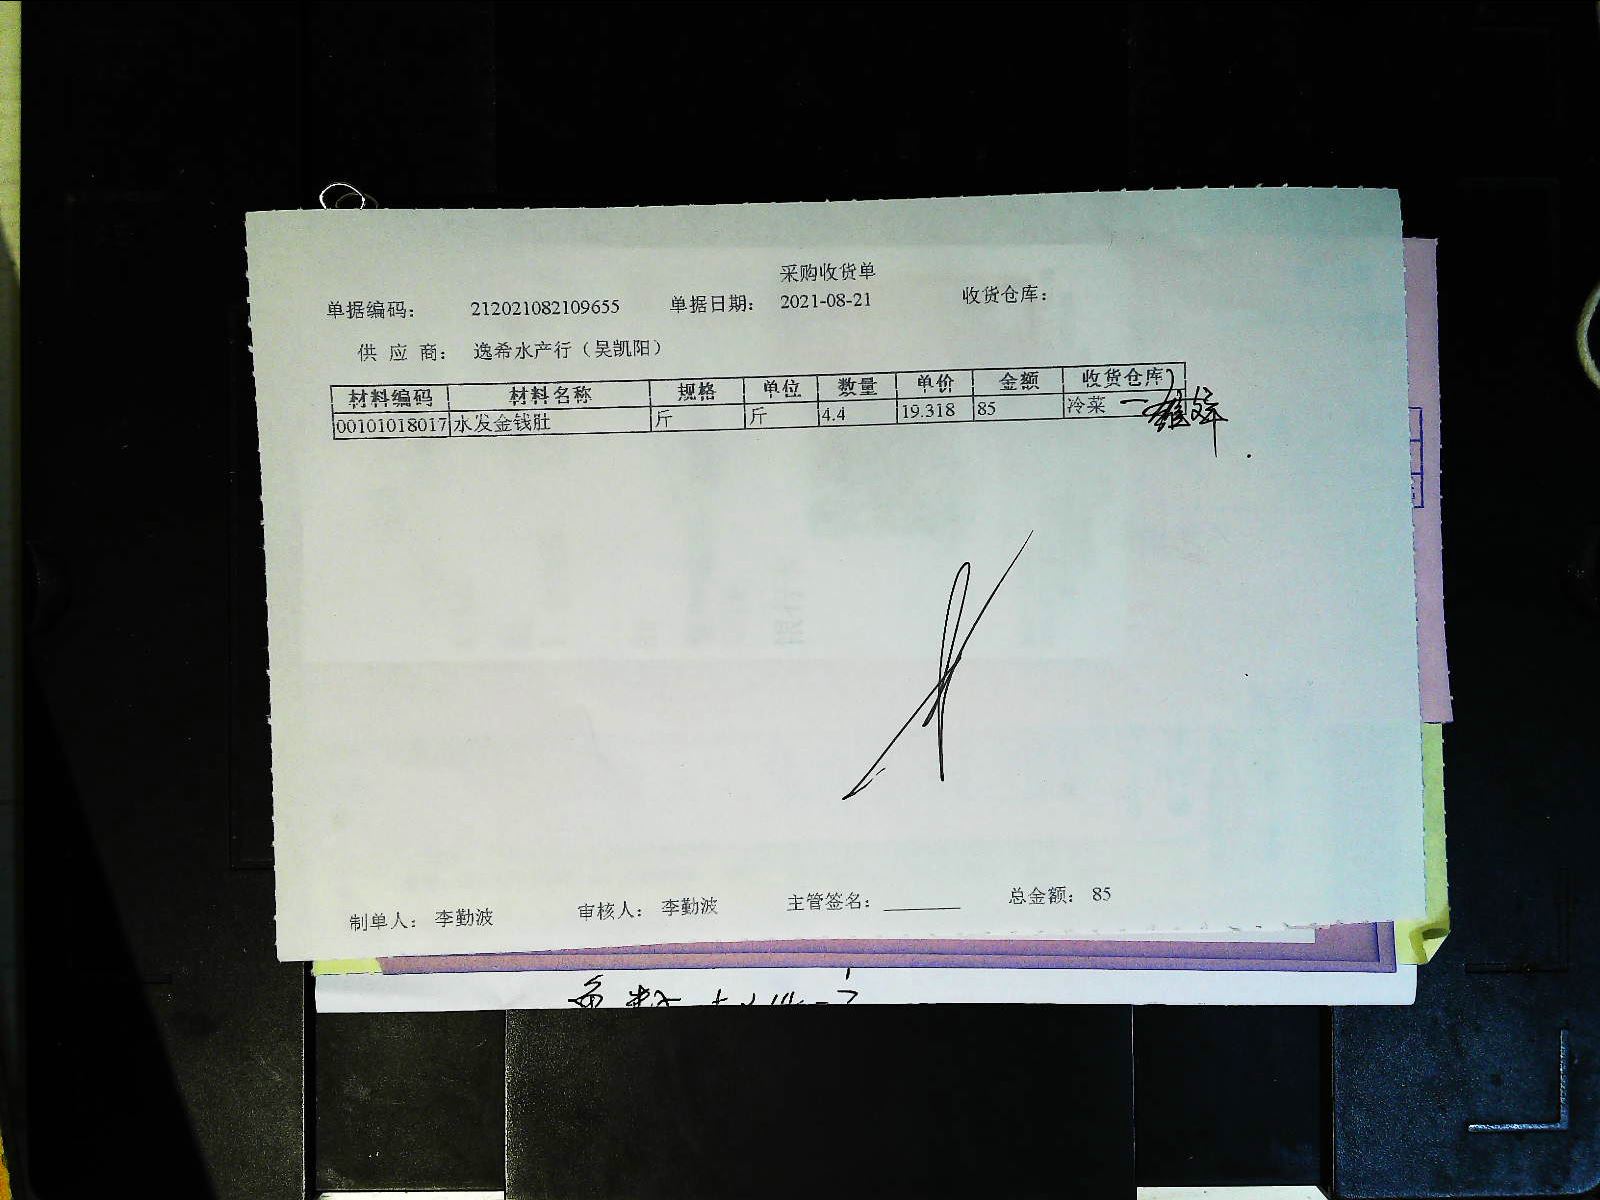 采购收货单
单据编码： 212021082109655 单据日期： 2021-08-21 收货仓库：
供 应 商： 逸希水产行（吴凯阳）
材料编码 材料名称 规格 单位 数量 单价 金额 收货仓库
00101018017 水发金钱肚 斤 斤 4.4 19.318 85 冷菜
制单人： 李勤波 审核人： 李勤波 主管签名： 总金额： 85